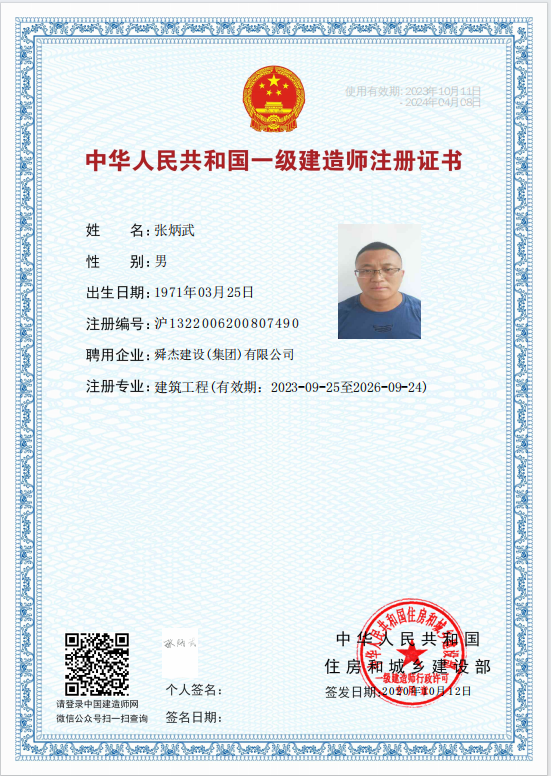 使用有效期: 2023年10月11日
- 2024年04月08日
中华人民共和国一级建造师注册证书
姓　　名: 张炳武
性　　别: 男
出生日期: 1971年03月25日
注册编号: 沪1322006200807490
聘用企业: 舜杰建设(集团)有限公司
注册专业: 建筑工程(有效期: 2023-09-25至2026-09-24)
中华人民共和国住房和城乡建设部
一级建造师行政许可
中华人民共和国
住房和城乡建设部
签发日期:2020年10月12日
请登录中国建造师网
微信公众号扫一扫查询
个人签名:
签名日期: